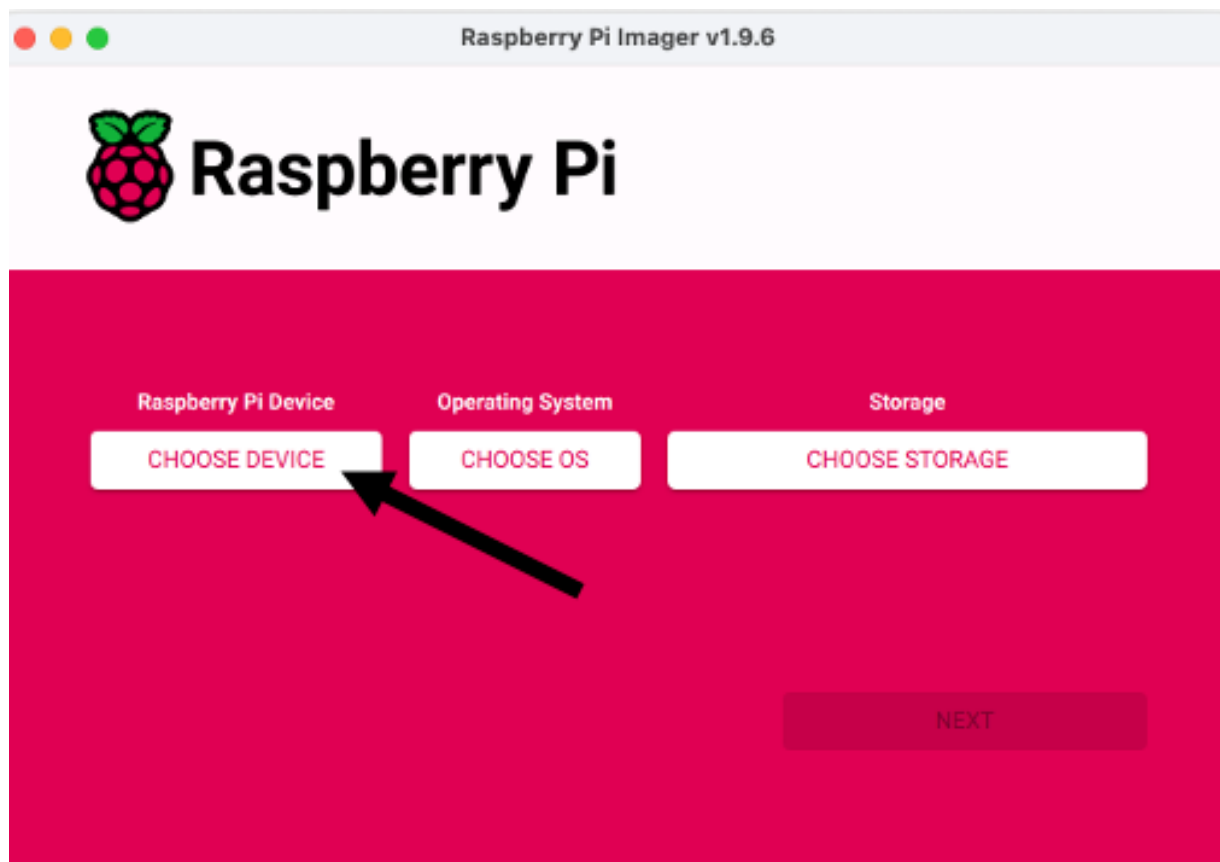 Raspberry Pi Imager v1.9.6
Raspberry Pi
Raspberry Pi Device Operating System Storage
CHOOSE DEVICE CHOOSE OS CHOOSE STORAGE
NEXT